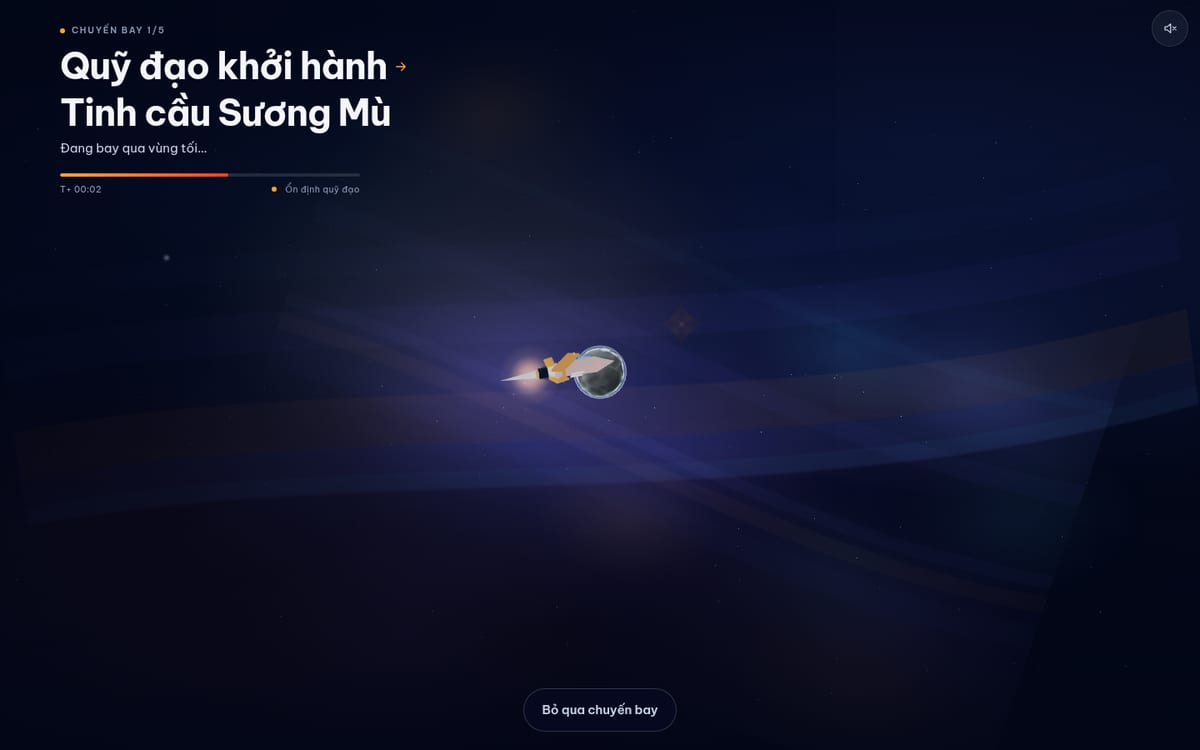 CHUYẾN BAY 1/5
Quỹ đạo khởi hành →
Tinh cầu Sương Mù
Đang bay qua vùng tối...
T+ 00:02
Ổn định quỹ đạo
Bỏ qua chuyến bay